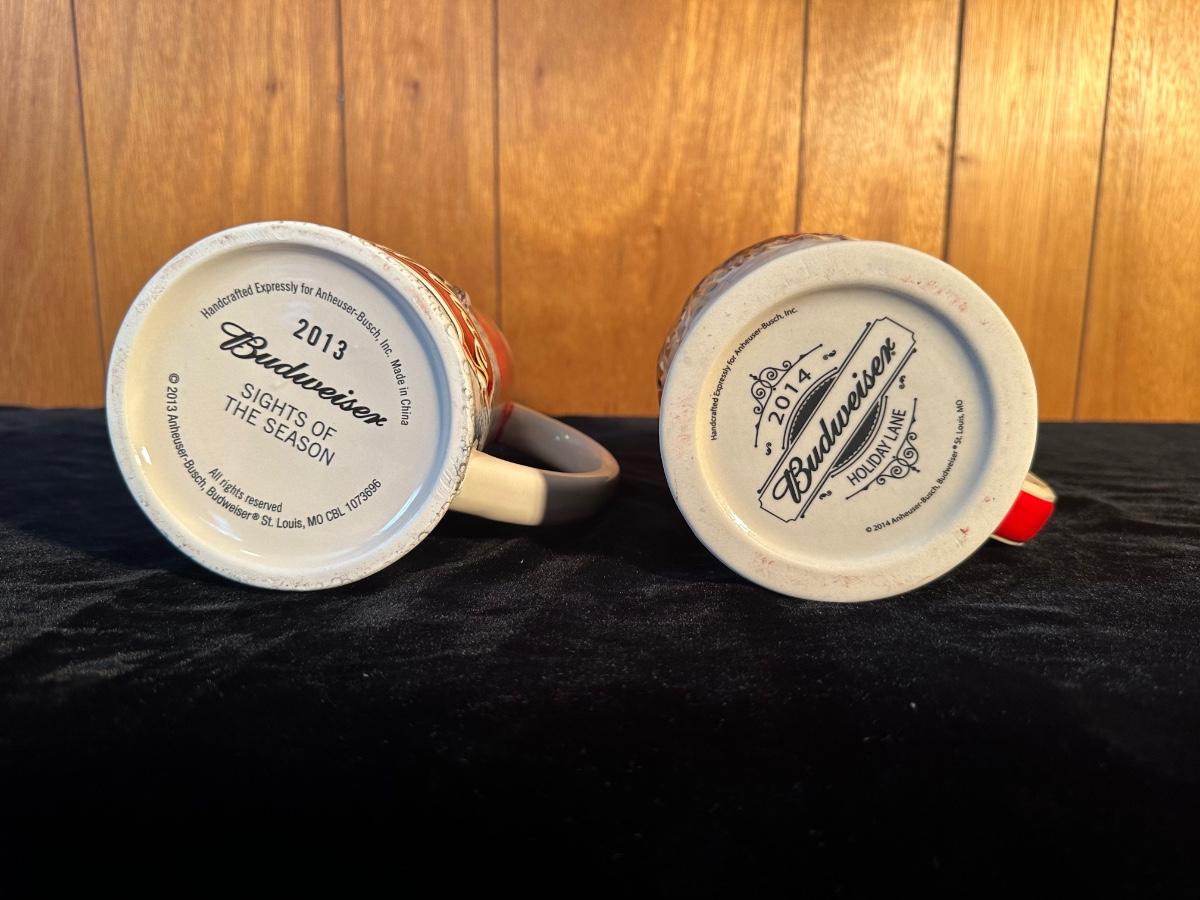 Handcrafted Expressly for Anheuser-Busch, Inc. Made in China
2013
Budweiser
SIGHTS OF
THE SEASON
All rights reserved
© 2013 Anheuser-Busch, Budweiser® St. Louis, MO CBL 1073696
Handcrafted Expressly for Anheuser-Busch, Inc.
2014
Budweiser
HOLIDAY LANE
© 2014 Anheuser-Busch, Budweiser® St. Louis, MO